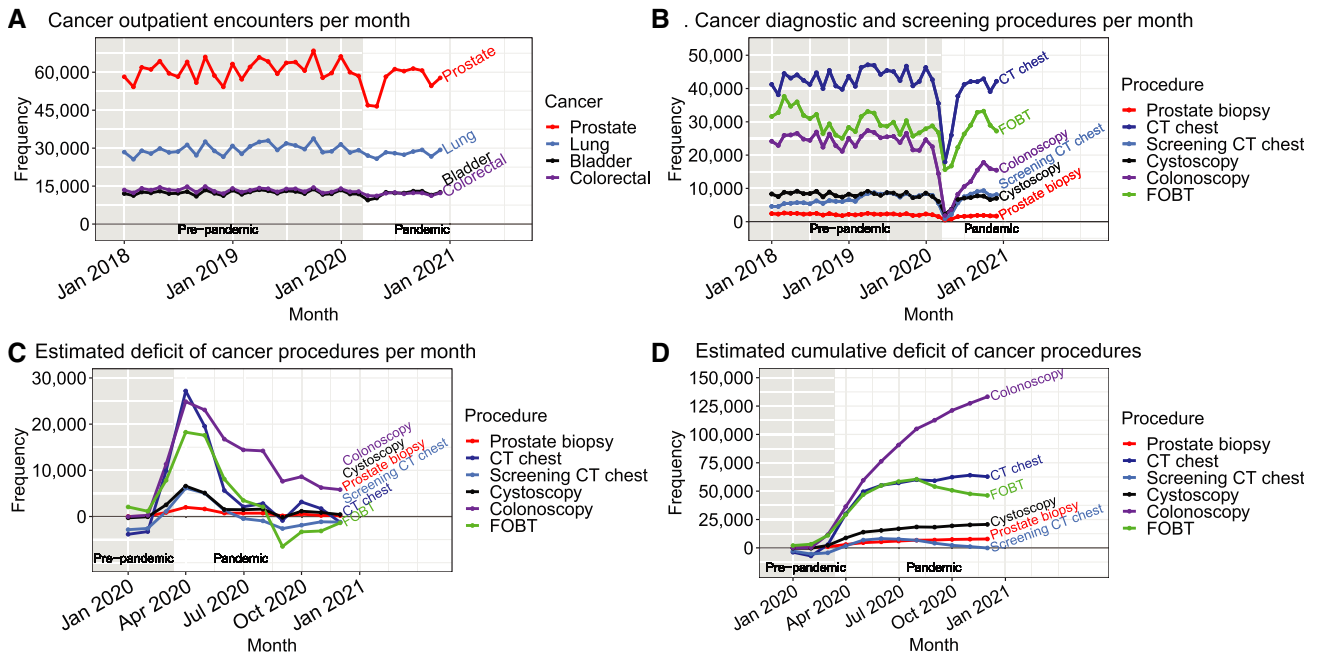 A Cancer outpatient encounters per month
60,000
45,000
30,000
15,000
0
Frequency
Prostate
Lung
Bladder
Colorectal
Pre-pandemic
Pandemic
Jan 2018
Jan 2019
Jan 2020
Jan 2021
Month
Cancer
Prostate
Lung
Bladder
Colorectal
B . Cancer diagnostic and screening procedures per month
50,000
40,000
30,000
20,000
10,000
0
Frequency
CT chest
FOBT
Colonoscopy
Screening CT chest
Cystoscopy
Prostate biopsy
Pre-pandemic
Pandemic
Jan 2018
Jan 2019
Jan 2020
Jan 2021
Month
Procedure
Prostate biopsy
CT chest
Screening CT chest
Cystoscopy
Colonoscopy
FOBT
C Estimated deficit of cancer procedures per month
30,000
20,000
10,000
0
Frequency
Colonoscopy
Cystoscopy
Prostate biopsy
Screening CT chest
CT chest
FOBT
Pre-pandemic
Pandemic
Jan 2020
Apr 2020
Jul 2020
Oct 2020
Jan 2021
Month
Procedure
Prostate biopsy
CT chest
Screening CT chest
Cystoscopy
Colonoscopy
FOBT
D Estimated cumulative deficit of cancer procedures
150,000
125,000
100,000
75,000
50,000
25,000
0
Frequency
Colonoscopy
CT chest
FOBT
Cystoscopy
Prostate biopsy
Screening CT chest
Pre-pandemic
Pandemic
Jan 2020
Apr 2020
Jul 2020
Oct 2020
Jan 2021
Month
Procedure
Prostate biopsy
CT chest
Screening CT chest
Cystoscopy
Colonoscopy
FOBT